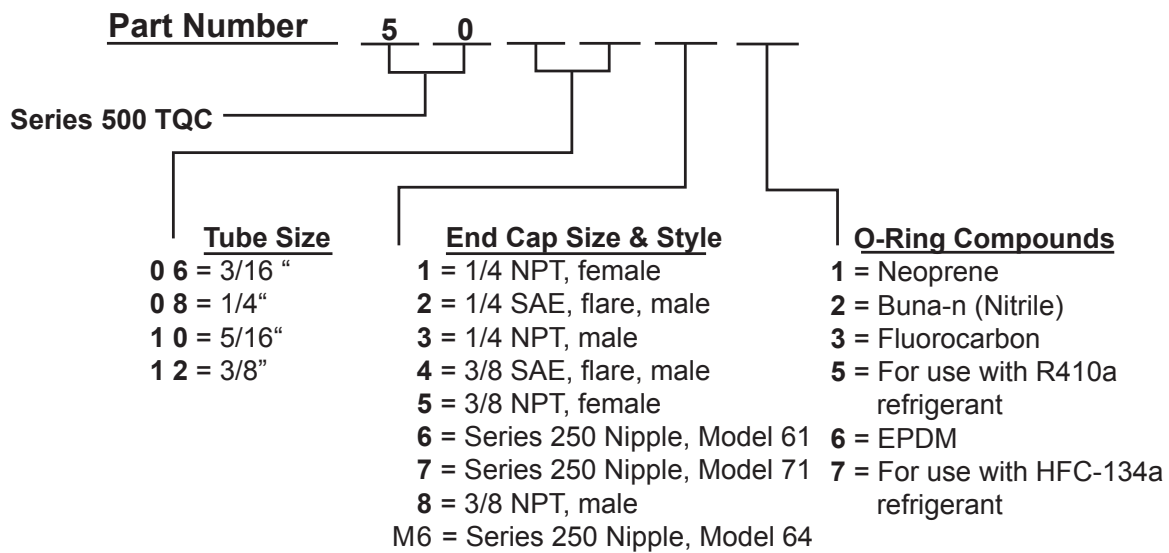 Part Number 5 0
Series 500 TQC
Tube Size
0 6 = 3/16 “
0 8 = 1/4“
1 0 = 5/16“
1 2 = 3/8”
End Cap Size & Style
1 = 1/4 NPT, female
2 = 1/4 SAE, flare, male
3 = 1/4 NPT, male
4 = 3/8 SAE, flare, male
5 = 3/8 NPT, female
6 = Series 250 Nipple, Model 61
7 = Series 250 Nipple, Model 71
8 = 3/8 NPT, male
M6 = Series 250 Nipple, Model 64
O-Ring Compounds
1 = Neoprene
2 = Buna-n (Nitrile)
3 = Fluorocarbon
5 = For use with R410a
refrigerant
6 = EPDM
7 = For use with HFC-134a
refrigerant